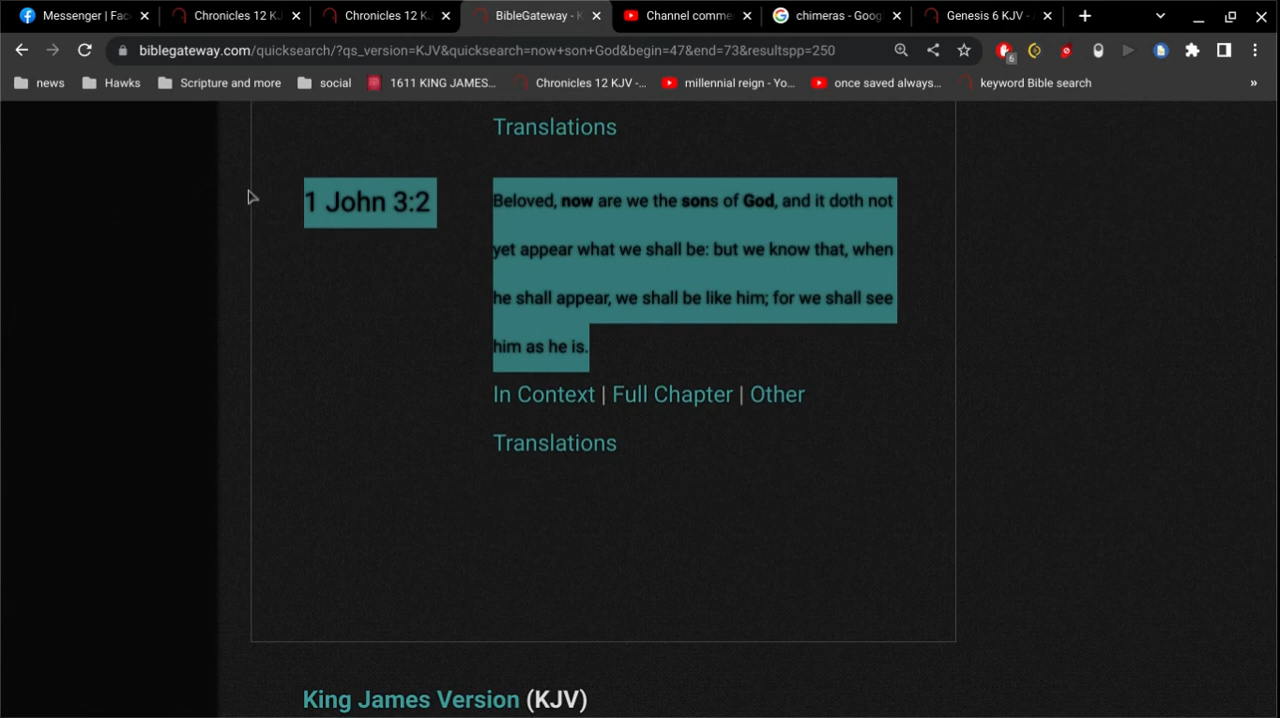 Messenger | Fac
Chronicles 12 KJ
Chronicles 12 KJ
BibleGateway - K
Channel comme
chimeras - Goog
Genesis 6 KJV -
biblegateway.com/quicksearch/?qs_version=KJV&quicksearch=now+son+God&begin=47&end=73&resultspp=250
6
news
Hawks
Scripture and more
social
1611 KING JAMES...
Chronicles 12 KJV -...
millennial reign - Yo...
once saved always...
keyword Bible search
»
Translations
1 John 3:2
Beloved, now are we the sons of God, and it doth not
yet appear what we shall be: but we know that, when
he shall appear, we shall be like him; for we shall see
him as he is.
In Context | Full Chapter | Other
Translations
King James Version (KJV)